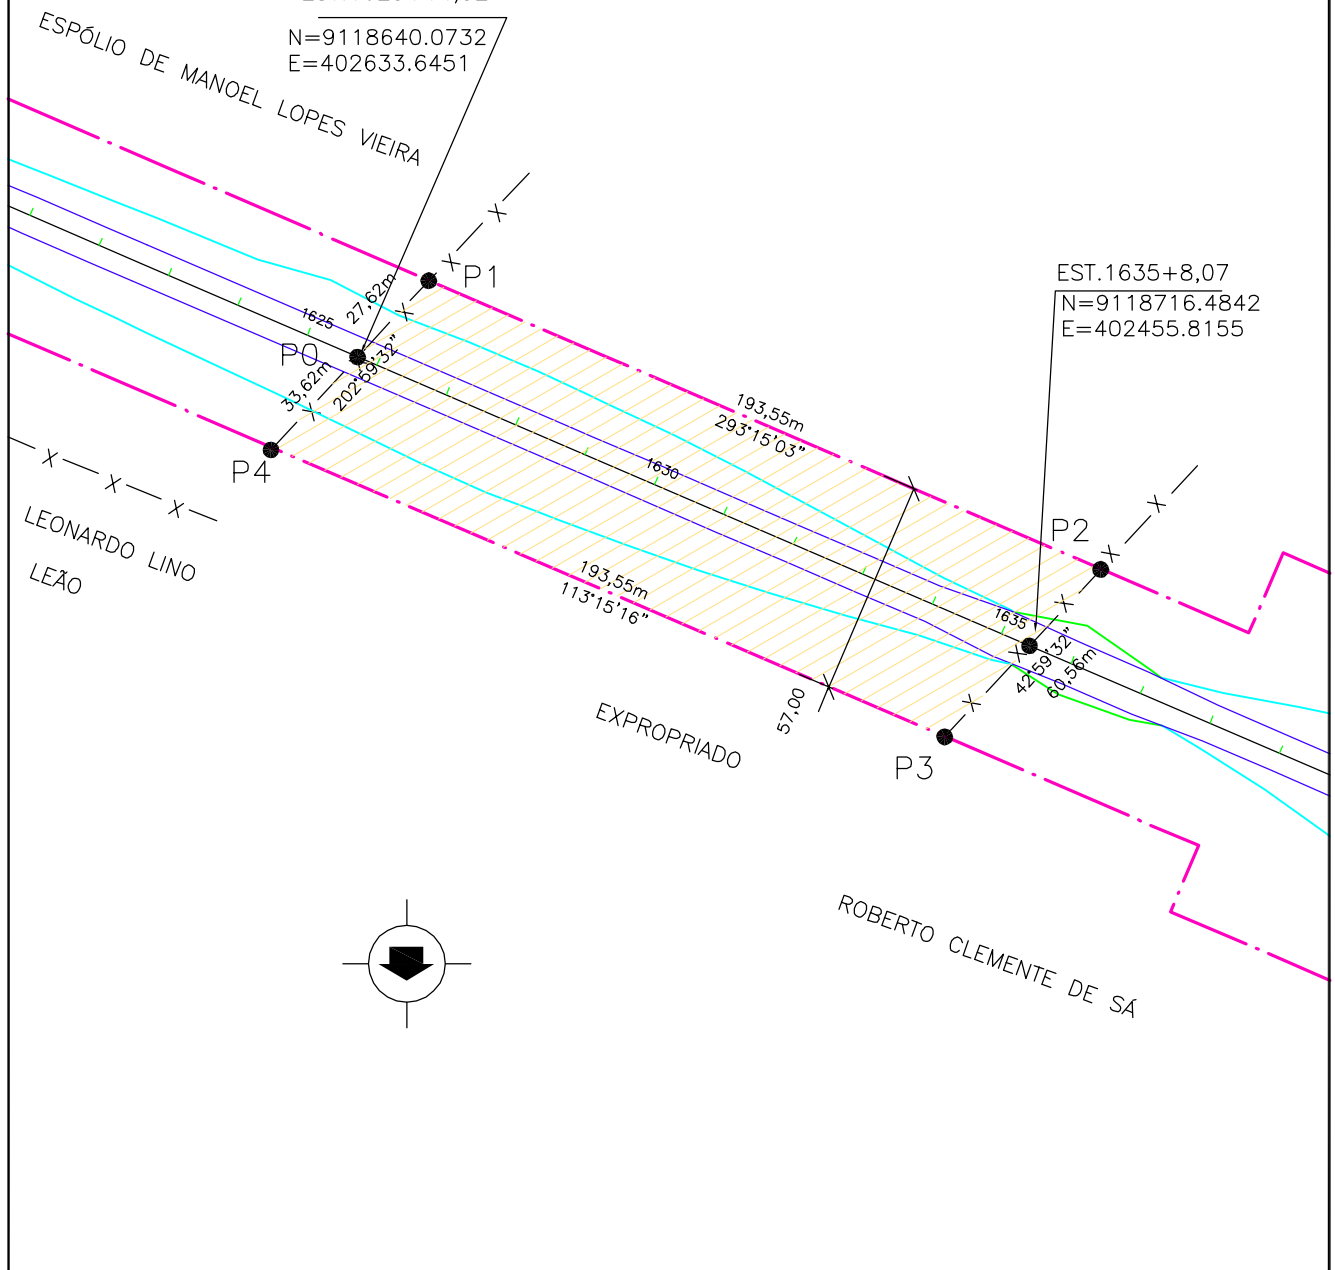 N=9118640.0732
E=402633.6451
ESPÓLIO DE MANOEL LOPES VIEIRA
P1
27,62m
EST.1635+8,07
N=9118716.4842
E=402455.8155
1625
P0
33,62m
202°59'32"
193,55m
293°15'03"
P4
1630
P2
LEONARDO LINO
LEÃO
193,55m
113°15'16"
1635
42°59'32"
60,56m
57,00
EXPROPRIADO
P3
ROBERTO CLEMENTE DE SÁ